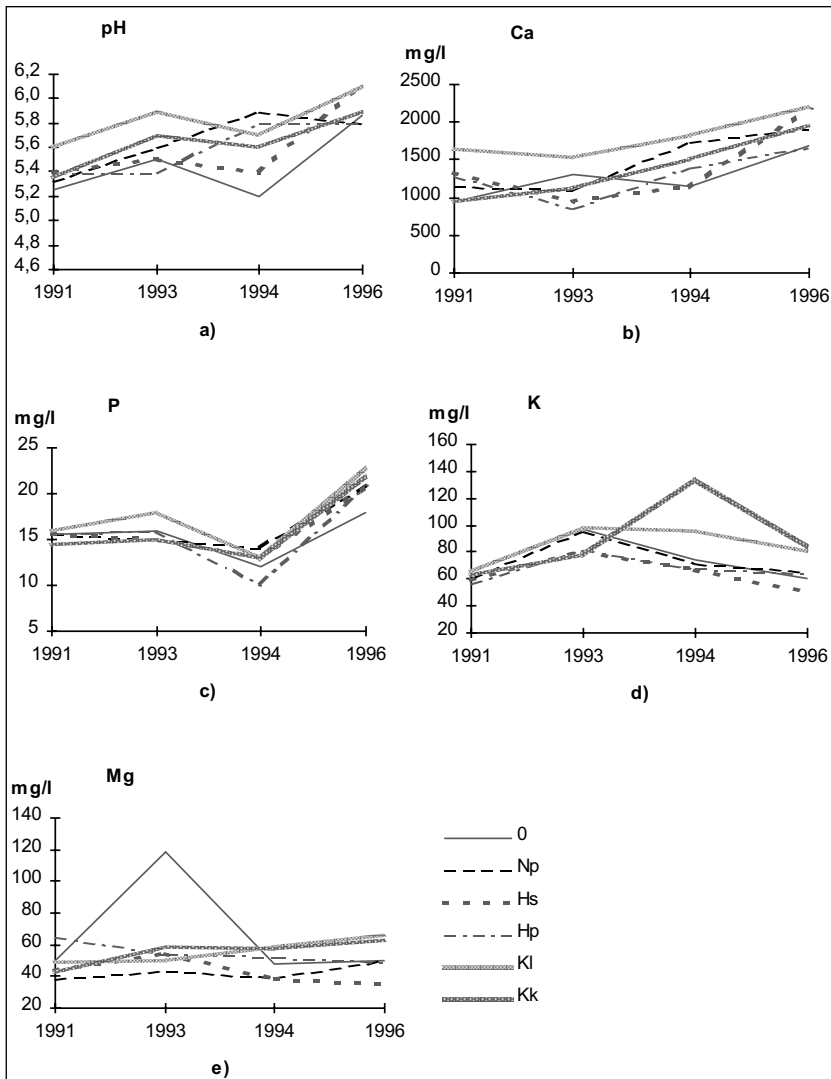 pH
6,2
6,0
5,8
5,6
5,4
5,2
5,0
4,8
4,6
1991 1993 1994 1996
a)
Ca
mg/l
2500
2000
1500
1000
500
0
1991 1993 1994 1996
b)
P
mg/l
25
20
15
10
5
1991 1993 1994 1996
c)
K
mg/l
160
140
120
100
80
60
40
20
1991 1993 1994 1996
d)
Mg
mg/l
140
120
100
80
60
40
20
1991 1993 1994 1996
e)
0
Np
Hs
Hp
Kl
Kk